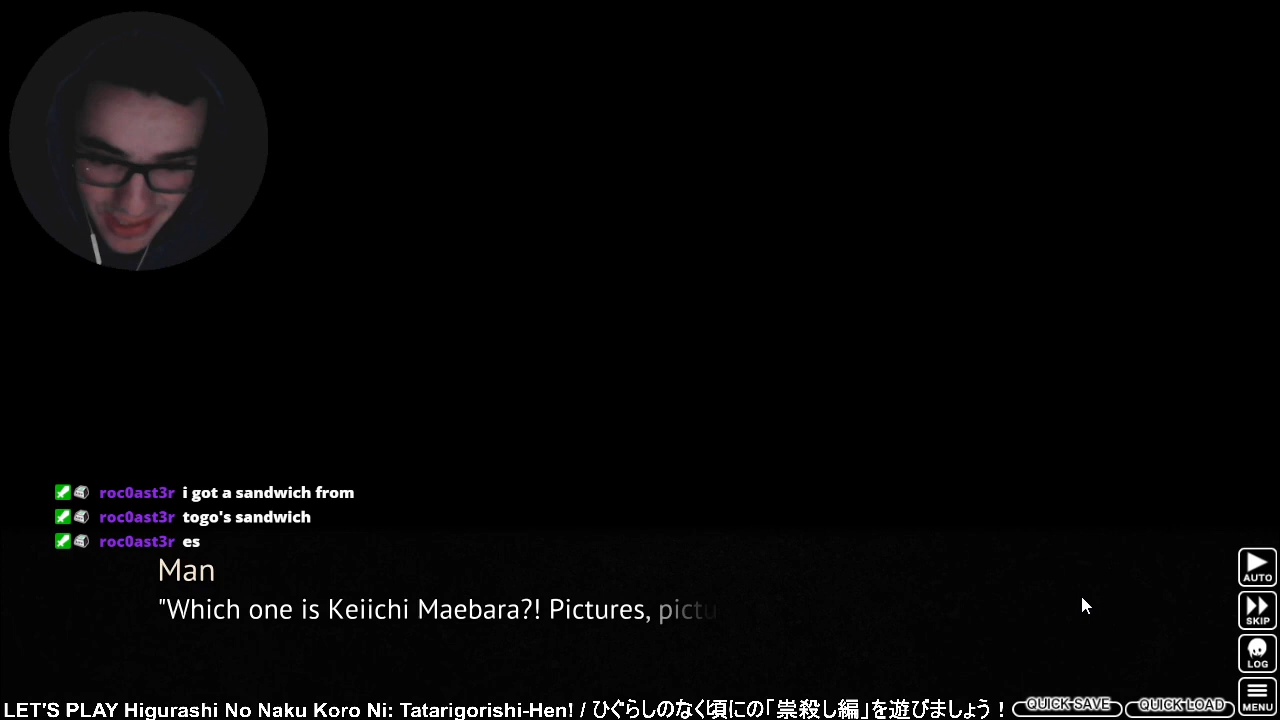 roc0ast3r i got a sandwich from
roc0ast3r togo's sandwich
roc0ast3r es
Man
"Which one is Keiichi Maebara?! Pictures, pictu
AUTO
SKIP
LOG
MENU
LET'S PLAY Higurashi No Naku Koro Ni: Tatarigorishi-Hen! / ひぐらしのなく頃にの「祟殺し編」を遊びましょう！
QUICK SAVE QUICK LOAD